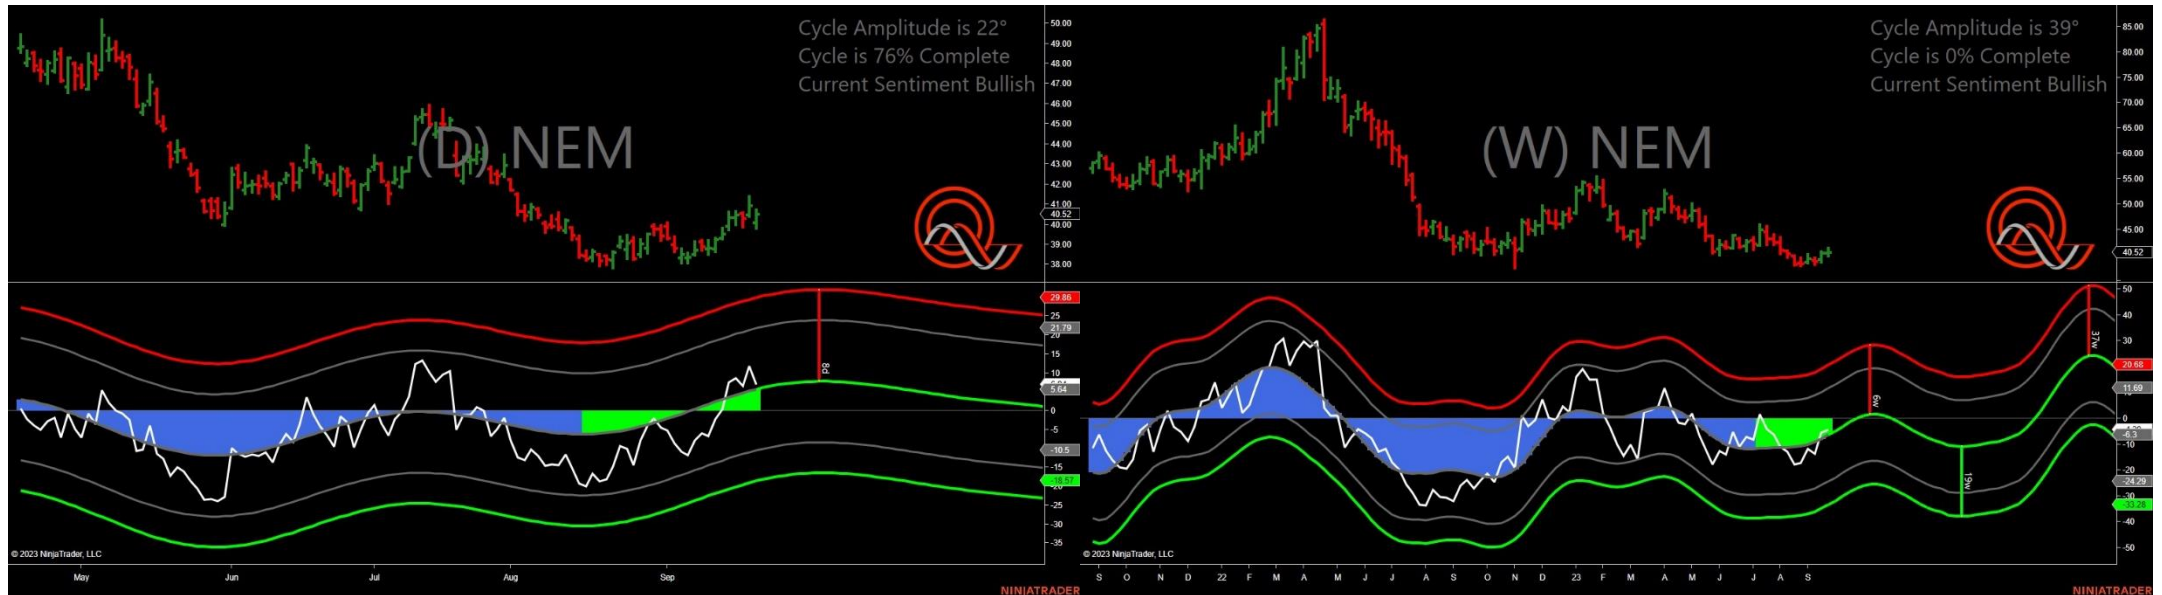 Cycle Amplitude is 22°
Cycle is 76% Complete
Current Sentiment Bullish
(D) NEM
50.00
49.00
48.00
47.00
46.00
45.00
44.00
43.00
42.00
41.00
40.52
40.00
39.00
38.00
29.86
25
21.79
15
10
5.64
0
-5
-10.5
-15
-18.57
-25
-30
-35
8d
© 2023 NinjaTrader, LLC
May Jun Jul Aug Sep
NINJATRADER
Cycle Amplitude is 39°
Cycle is 0% Complete
Current Sentiment Bullish
(W) NEM
85.00
80.00
75.00
70.00
65.00
60.00
55.00
50.00
45.00
40.52
50
40
30
20.68
11.69
0
-6.3
-10
-20
-24.29
-30
-33.28
-40
-50
6w
19w
37w
© 2023 NinjaTrader, LLC
S O N D 22 F M A M J J A S O N D 23 F M A M J J A S
NINJATRADER